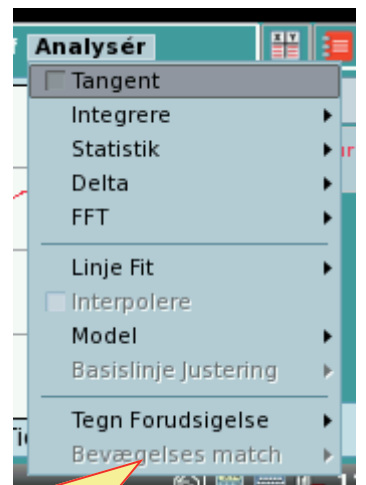 Analysér
Tangent
Integrere
Statistik
Delta
FFT
Linje Fit
Interpolere
Model
Basislinje Justering
Tegn Forudsigelse
Bevægelses match